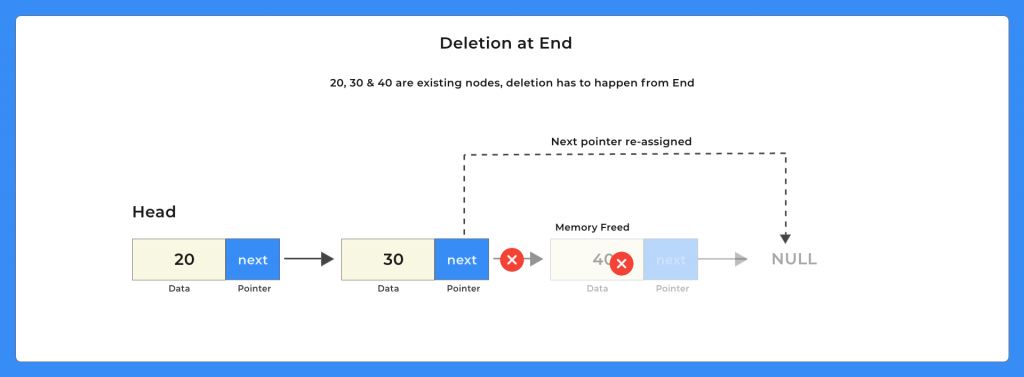 Deletion at End
20, 30 & 40 are existing nodes, deletion has to happen from End
Next pointer re-assigned
Head
Memory Freed
20 next 30 next 40 next NULL
Data Pointer Data Pointer Data Pointer